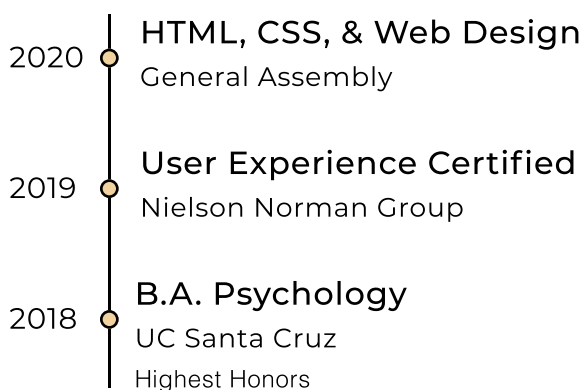 HTML, CSS, & Web Design
2020
General Assembly
User Experience Certified
2019
Nielson Norman Group
B.A. Psychology
2018
UC Santa Cruz
Highest Honors